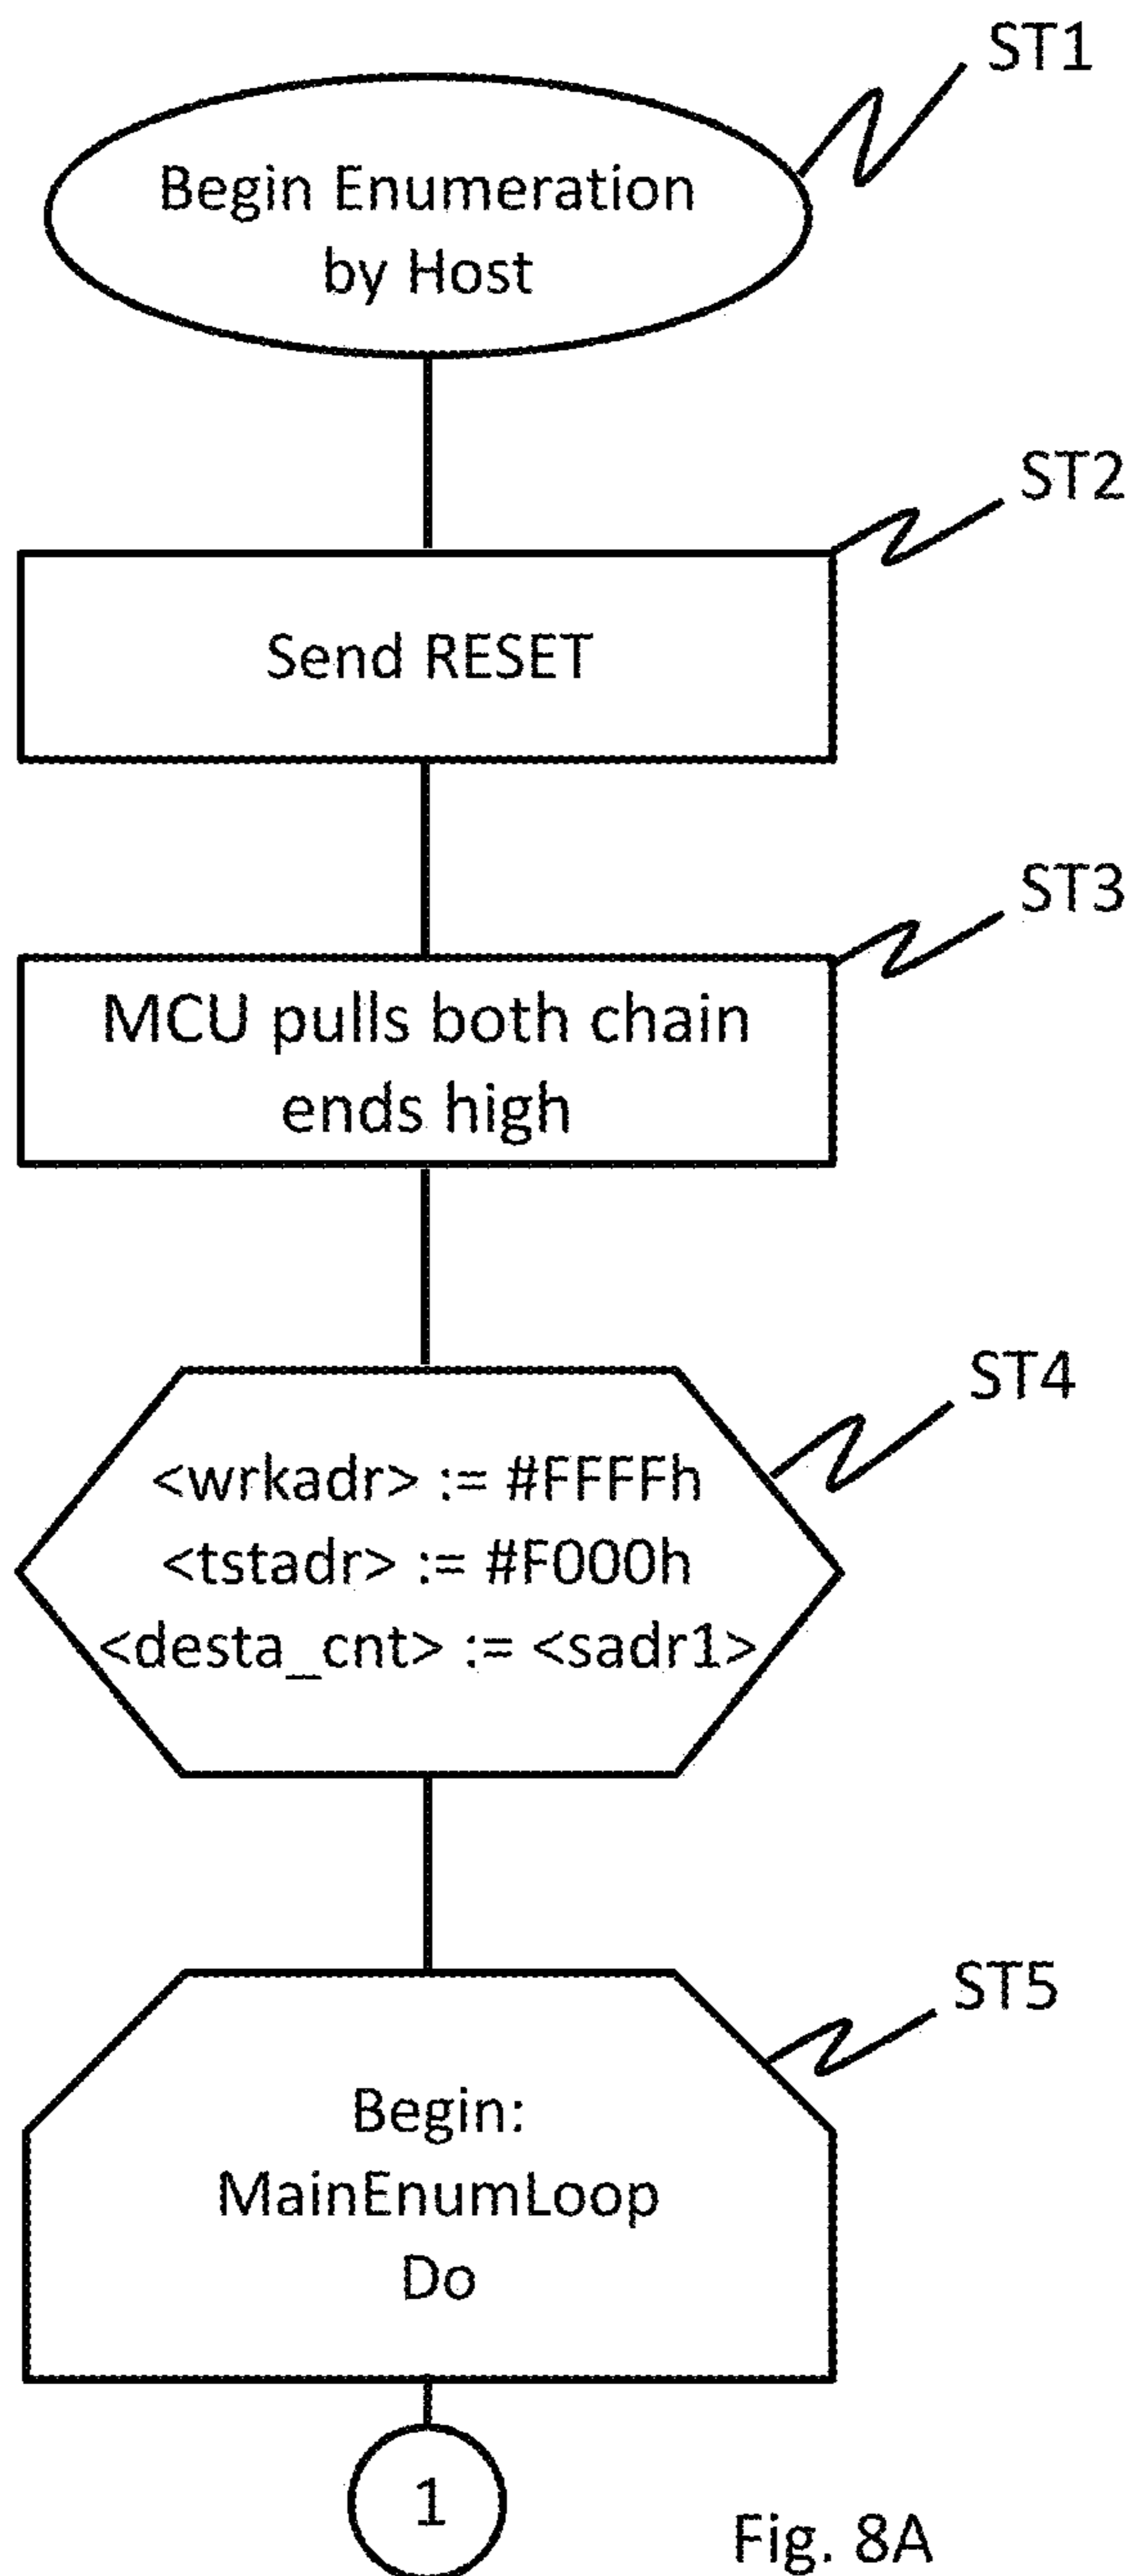 ST1
Begin Enumeration
by Host
ST2
Send RESET
ST3
MCU pulls both chain
ends high
ST4
<wrkadr> := #FFFFh
<tstadr> := #F000h
<desta_cnt> := <sadr1>
ST5
Begin:
MainEnumLoop
Do
1
Fig. 8A